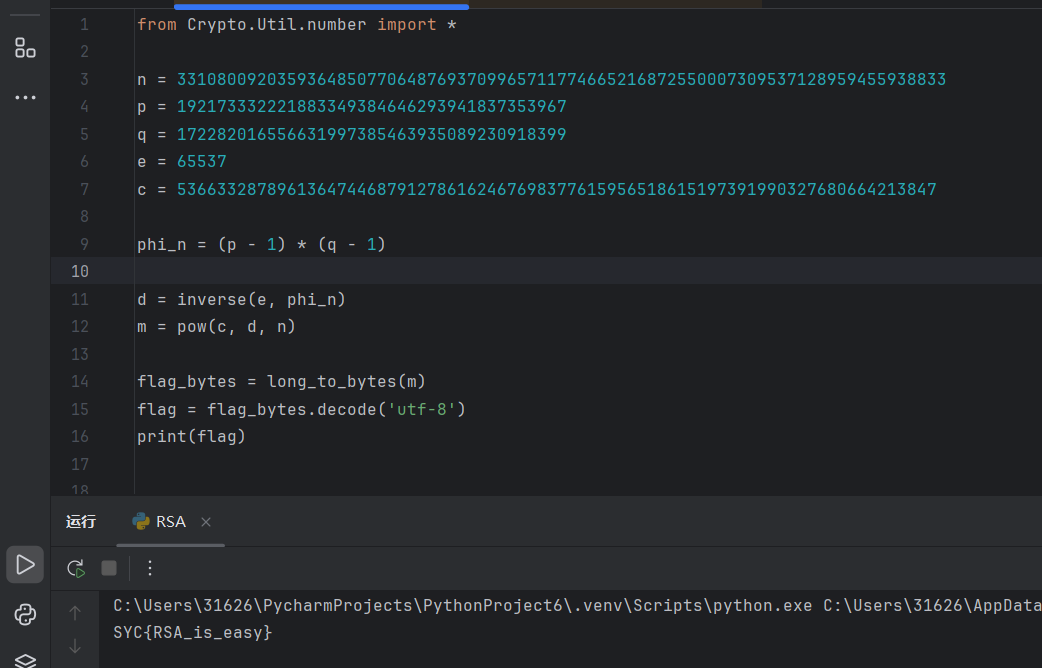 1 from Crypto.Util.number import *
2
3 n = 33108009203593648507706487693709965711774665216872550007309537128959455938833
4 p = 192173332221883349384646293941837353967
5 q = 172282016556631997385463935089230918399
6 e = 65537
7 c = 5366332878961364744687912786162467698377615956518615197391990327680664213847
8
9 phi_n = (p - 1) * (q - 1)
10
11 d = inverse(e, phi_n)
12 m = pow(c, d, n)
13
14 flag_bytes = long_to_bytes(m)
15 flag = flag_bytes.decode('utf-8')
16 print(flag)
17
18
运行 RSA
C:\Users\31626\PycharmProjects\PythonProject6\.venv\Scripts\python.exe C:\Users\31626\AppData
SYC{RSA_is_easy}